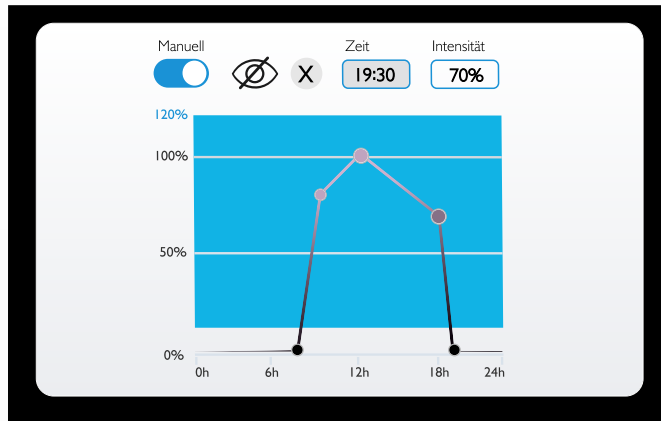 Manuell Zeit Intensität
X 19:30 70%
120%
100%
50%
0%
0h 6h 12h 18h 24h